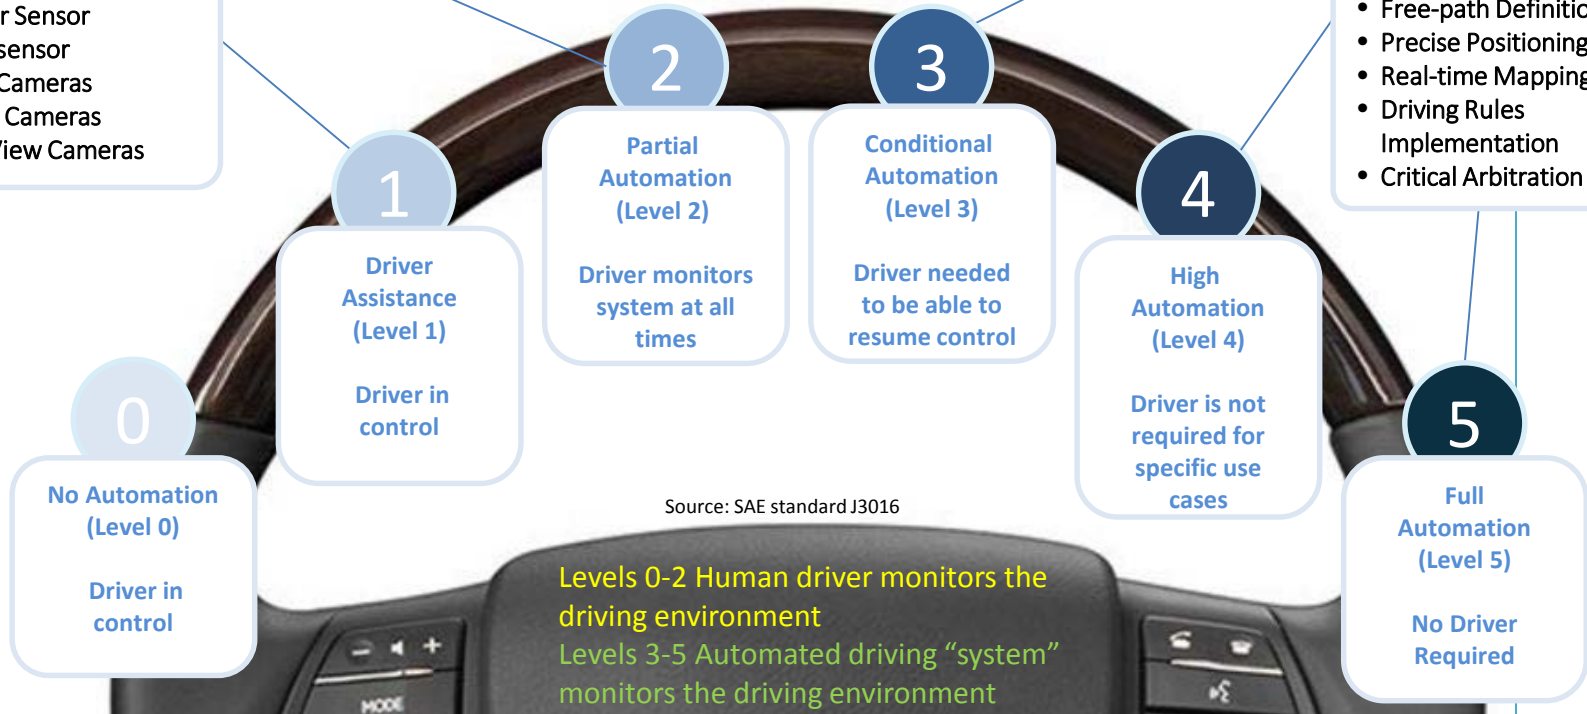 r Sensor
sensor
Cameras
Cameras
View Cameras
• Free-path Definitio
• Precise Positioning
• Real-time Mapping
• Driving Rules
Implementation
• Critical Arbitration
0
No Automation
(Level 0)
Driver in
control
1
Driver
Assistance
(Level 1)
Driver in
control
2
Partial
Automation
(Level 2)
Driver monitors
system at all
times
3
Conditional
Automation
(Level 3)
Driver needed
to be able to
resume control
4
High
Automation
(Level 4)
Driver is not
required for
specific use
cases
5
Full
Automation
(Level 5)
No Driver
Required
Source: SAE standard J3016
Levels 0-2 Human driver monitors the
driving environment
Levels 3-5 Automated driving “system”
monitors the driving environment
MODE